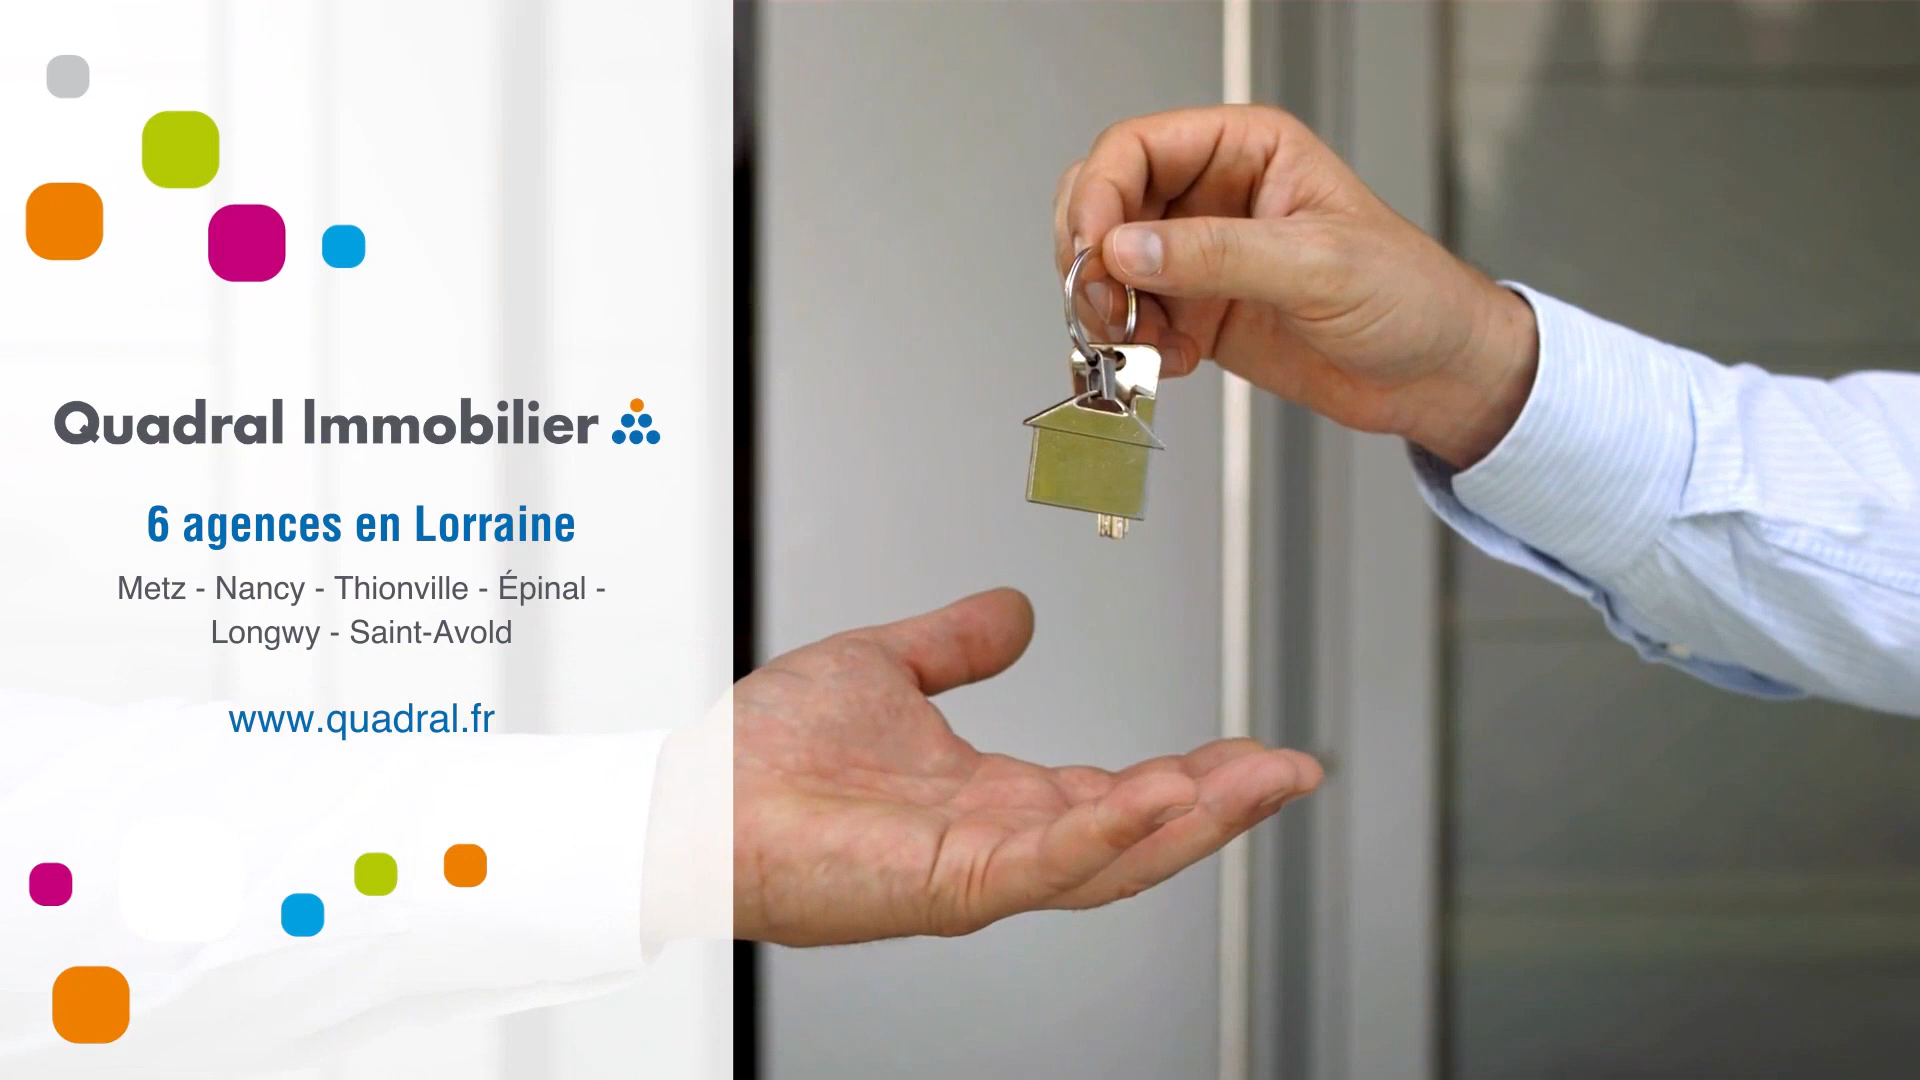 Quadral Immobilier
6 agences en Lorraine
Metz - Nancy - Thionville - Épinal -
Longwy - Saint-Avold
www.quadral.fr